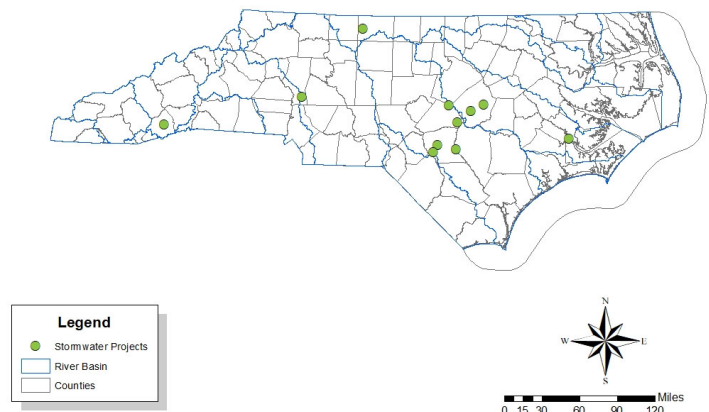 Legend
Stormwater Projects
River Basin
Counties
N
W E
S
Miles
0 15 30 60 90 120